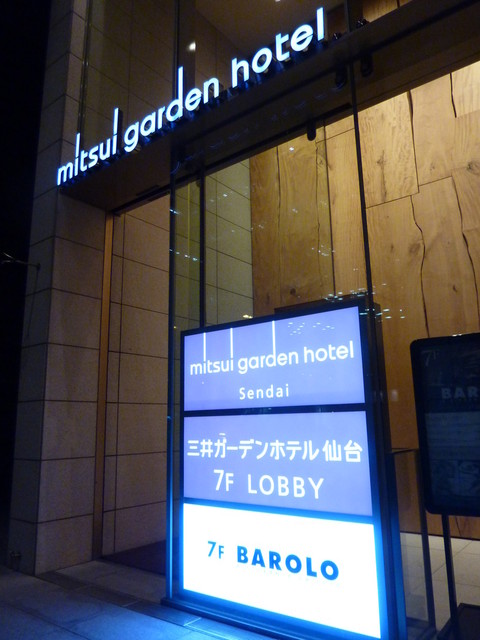 mitsui garden hotel
mitsui garden hotel
Sendai
三井ガーデンホテル仙台
7F LOBBY
7F BAROLO
7
BAR